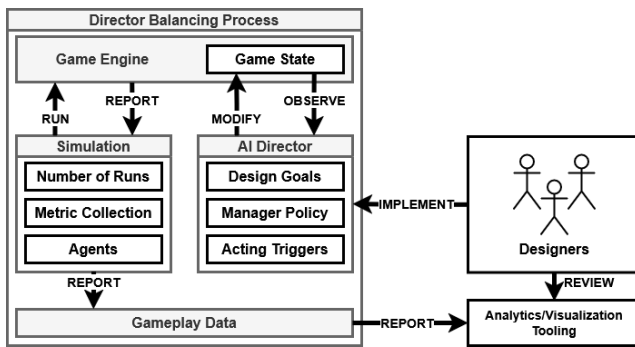 Director Balancing Process
Game Engine
Game State
RUN
REPORT
MODIFY
OBSERVE
Simulation
Number of Runs
Metric Collection
Agents
AI Director
Design Goals
Manager Policy
Acting Triggers
IMPLEMENT
Designers
REPORT
REVIEW
Gameplay Data
REPORT
Analytics/Visualization
Tooling